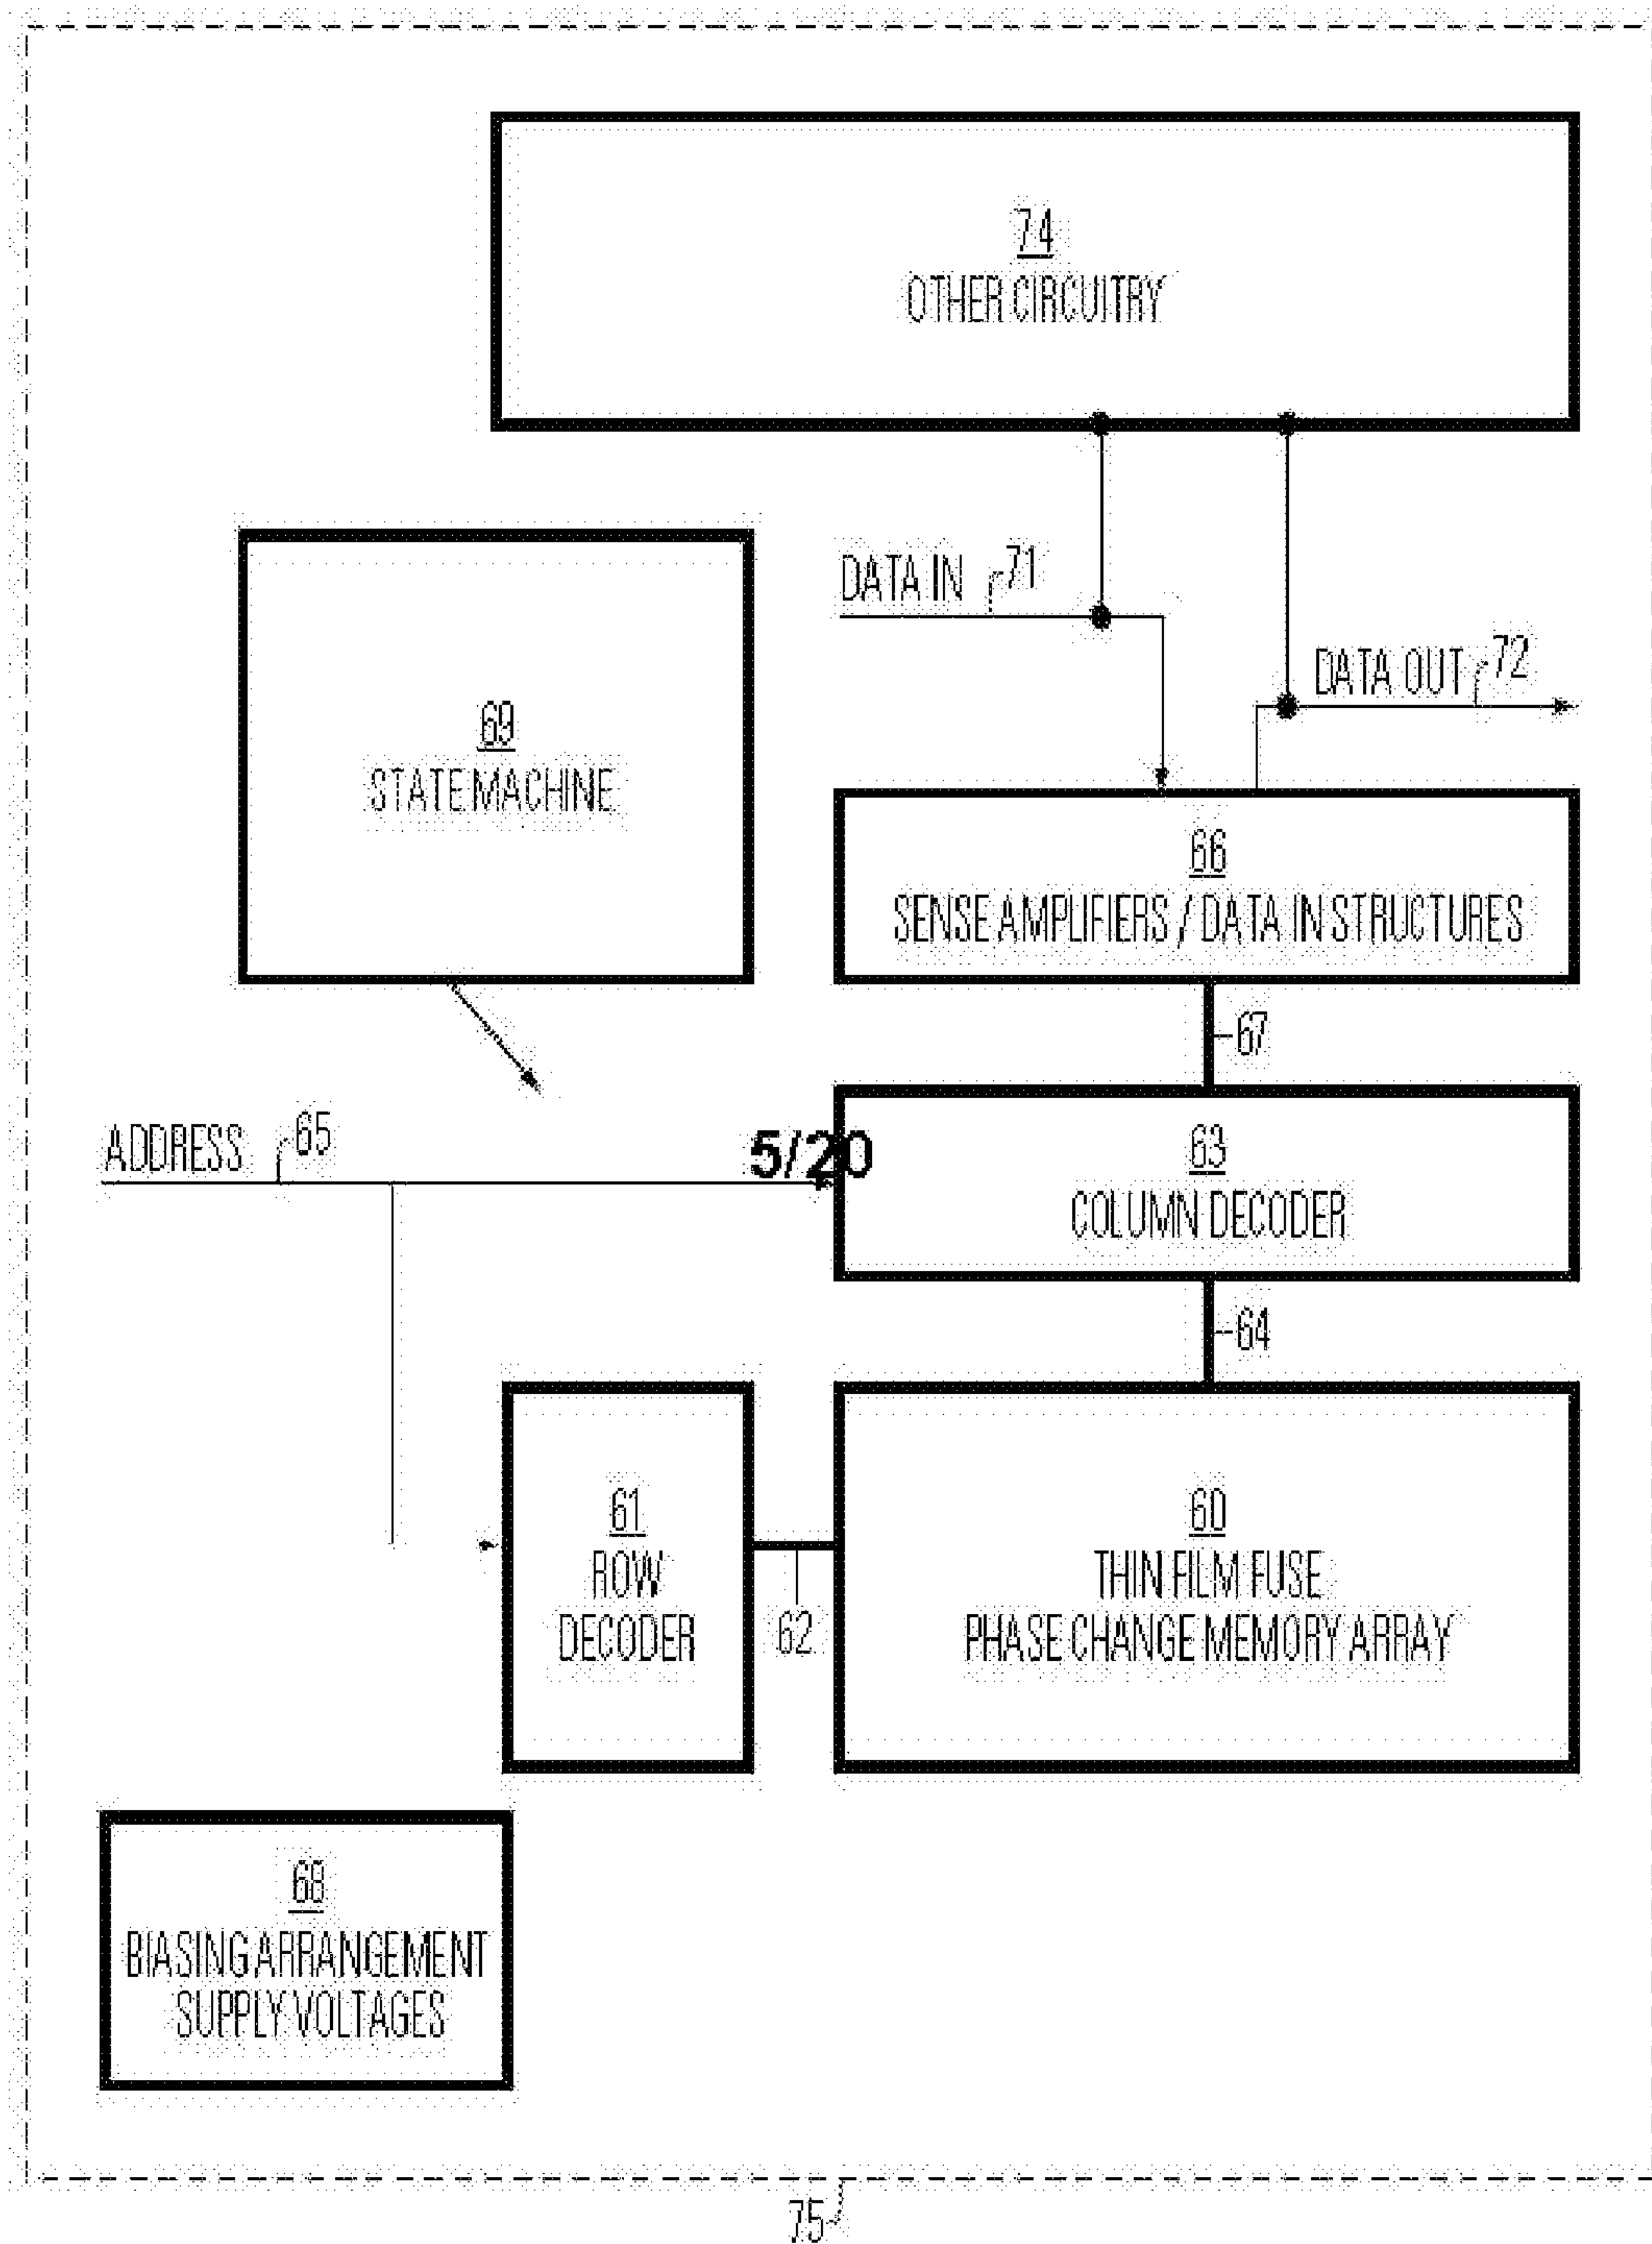 74
OTHER CIRCUITRY
DATA IN
71
DATA OUT
72
69
STATE MACHINE
66
SENSE AMPLIFIERS / DATA IN STRUCTURES
67
ADDRESS
65
5/20
63
COLUMN DECODER
64
61
ROW
DECODER
62
60
THIN FILM FUSE
PHASE CHANGE MEMORY ARRAY
68
BIASING ARRANGEMENT
SUPPLY VOLTAGES
75